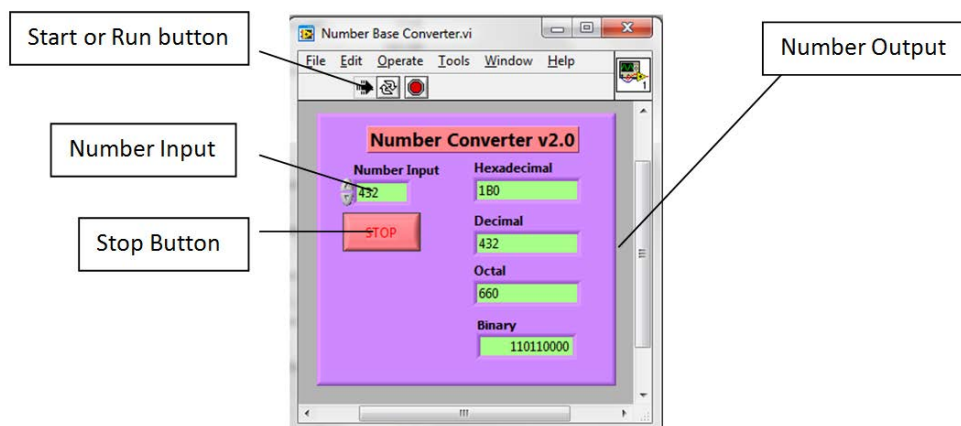 Start or Run button
Number Input
Stop Button
Number Output
Number Base Converter.vi
File Edit Operate Tools Window Help
1
Number Converter v2.0
Number Input
432
STOP
Hexadecimal
1B0
Decimal
432
Octal
660
Binary
110110000